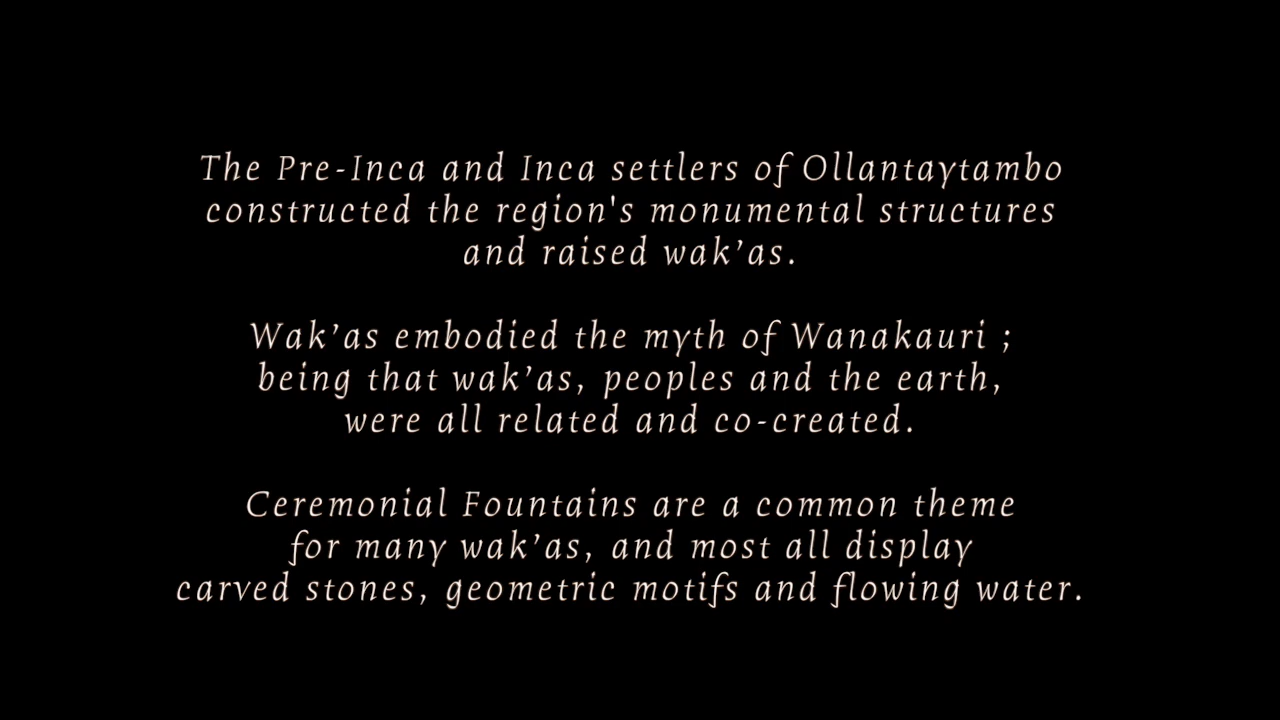 The Pre-Inca and Inca settlers of Ollantaytambo
constructed the region's monumental structures
and raised wak’as.
Wak’as embodied the myth of Wanakauri ;
being that wak’as, peoples and the earth,
were all related and co-created.
Ceremonial Fountains are a common theme
for many wak’as, and most all display
carved stones, geometric motifs and flowing water.